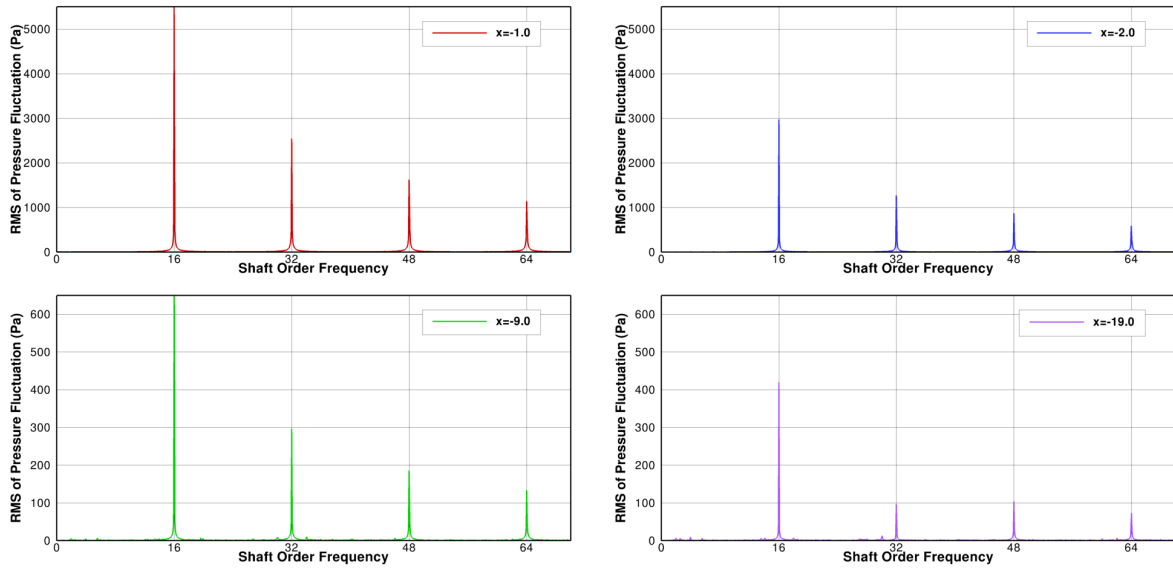 RMS of Pressure Fluctuation (Pa)
5000
4000
3000
2000
1000
0
x=-1.0
0 16 32 48 64
Shaft Order Frequency
RMS of Pressure Fluctuation (Pa)
5000
4000
3000
2000
1000
0
x=-2.0
0 16 32 48 64
Shaft Order Frequency
RMS of Pressure Fluctuation (Pa)
600
500
400
300
200
100
0
x=-9.0
0 16 32 48 64
Shaft Order Frequency
RMS of Pressure Fluctuation (Pa)
600
500
400
300
200
100
0
x=-19.0
0 16 32 48 64
Shaft Order Frequency